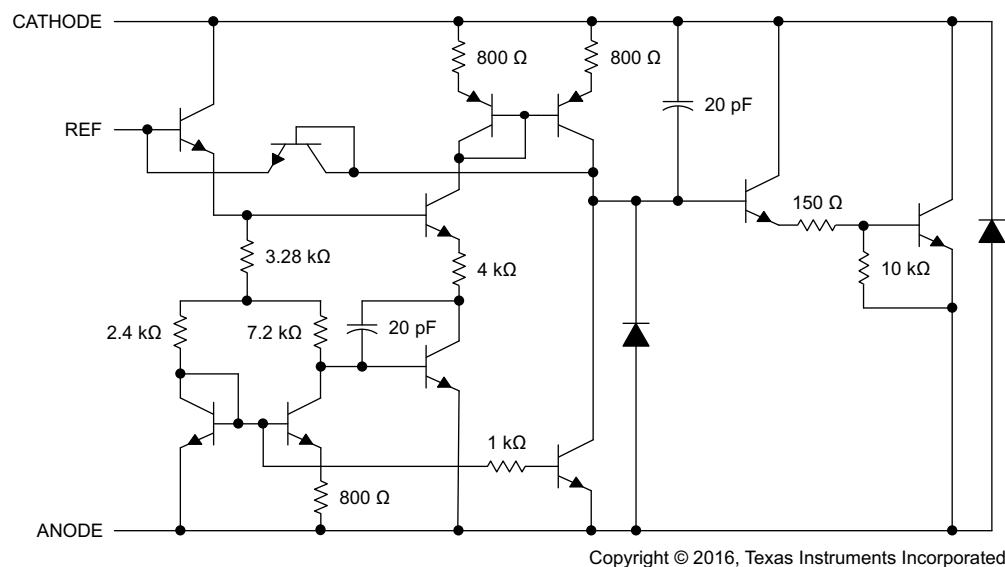 CATHODE
800 Ω
800 Ω
20 pF
REF
150 Ω
3.28 kΩ
4 kΩ
10 kΩ
2.4 kΩ
7.2 kΩ
20 pF
1 kΩ
800 Ω
ANODE
Copyright © 2016, Texas Instruments Incorporated